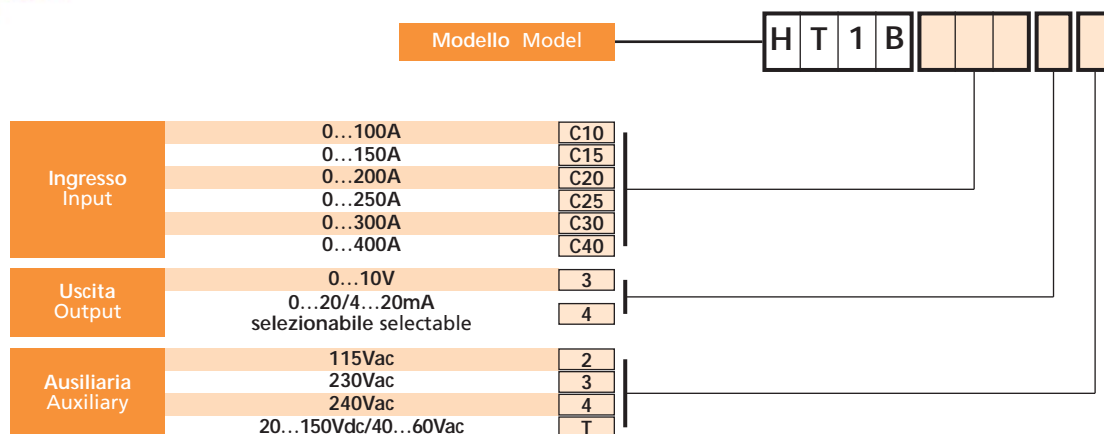 Modello Model
H T 1 B
Ingresso
Input
0...100A C10
0...150A C15
0...200A C20
0...250A C25
0...300A C30
0...400A C40
Uscita
Output
0...10V 3
0...20/4...20mA
selezionabile selectable 4
Ausiliaria
Auxiliary
115Vac 2
230Vac 3
240Vac 4
20...150Vdc/40...60Vac T